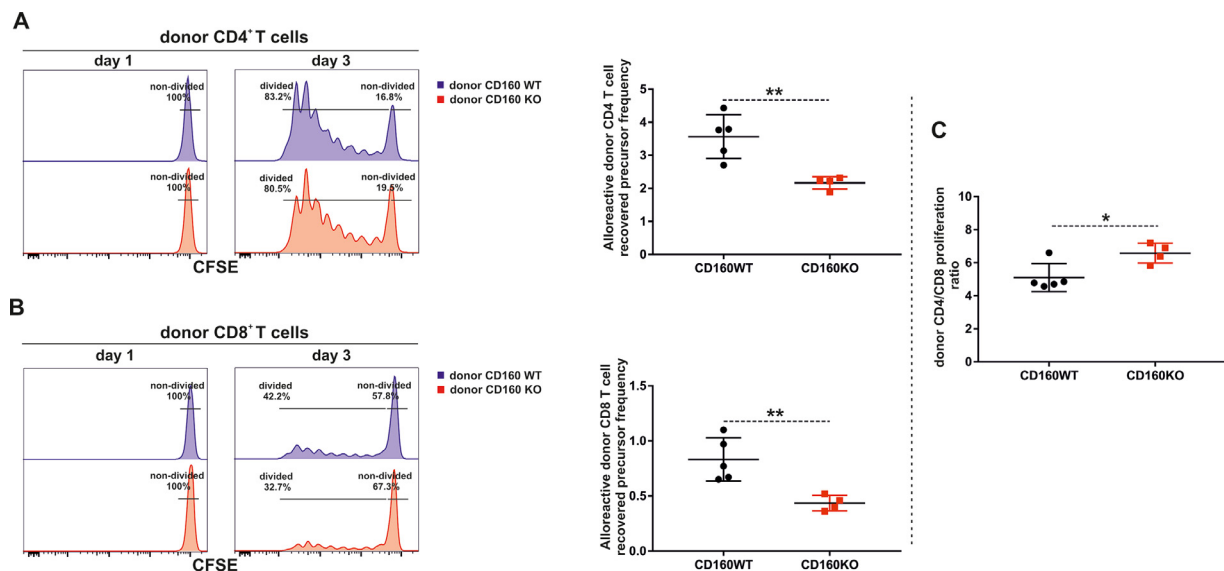 A
donor CD4+ T cells
day 1
day 3
non-divided
100%
divided
83.2%
non-divided
16.8%
donor CD160 WT
donor CD160 KO
non-divided
100%
divided
80.5%
non-divided
19.5%
CFSE
Alloreactive donor CD4 T cell
recovered precursor frequency
5
4
3
2
1
0
**
CD160WT
CD160KO
B
donor CD8+ T cells
day 1
day 3
non-divided
100%
divided
42.2%
non-divided
57.8%
donor CD160 WT
donor CD160 KO
non-divided
100%
divided
32.7%
non-divided
67.3%
CFSE
Alloreactive donor CD8 T cell
recovered precursor frequency
1.5
1.0
0.5
0.0
**
CD160WT
CD160KO
C
donor CD4/CD8 proliferation
ratio
10
8
6
4
2
0
*
CD160WT
CD160KO